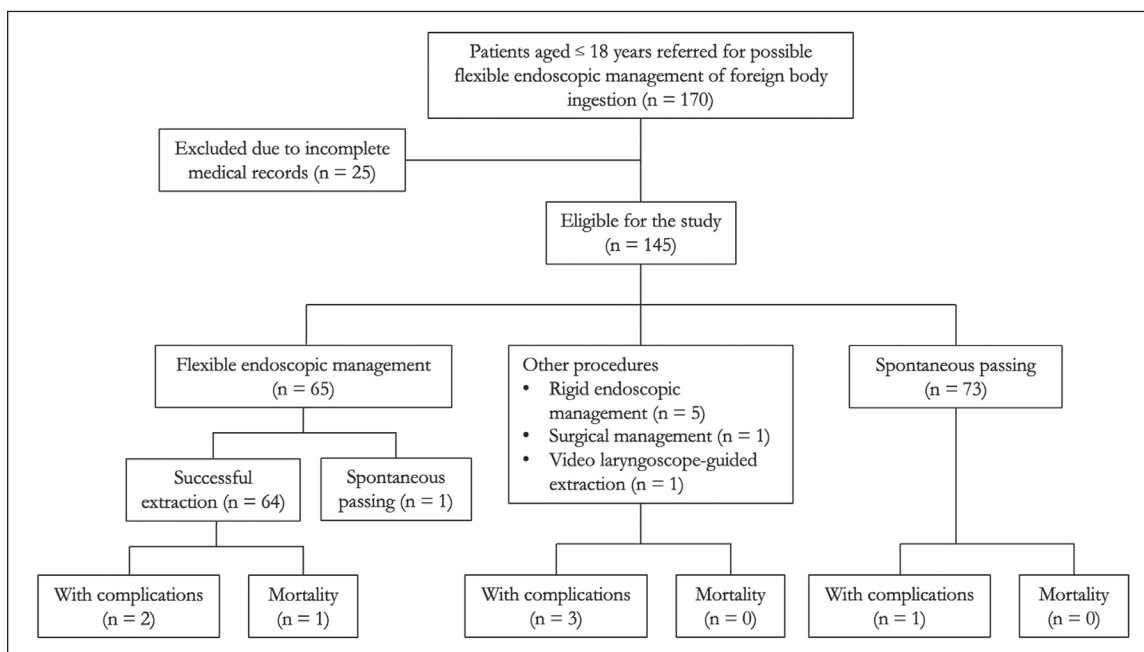 Patients aged ≤ 18 years referred for possible
flexible endoscopic management of foreign body
ingestion (n = 170)
Excluded due to incomplete
medical records (n = 25)
Eligible for the study
(n = 145)
Flexible endoscopic management
(n = 65)
Other procedures
• Rigid endoscopic
management (n = 5)
• Surgical management (n = 1)
• Video laryngoscope-guided
extraction (n = 1)
Spontaneous passing
(n = 73)
Successful
extraction (n = 64)
Spontaneous
passing (n = 1)
With complications
(n = 2)
Mortality
(n = 1)
With complications
(n = 3)
Mortality
(n = 0)
With complications
(n = 1)
Mortality
(n = 0)